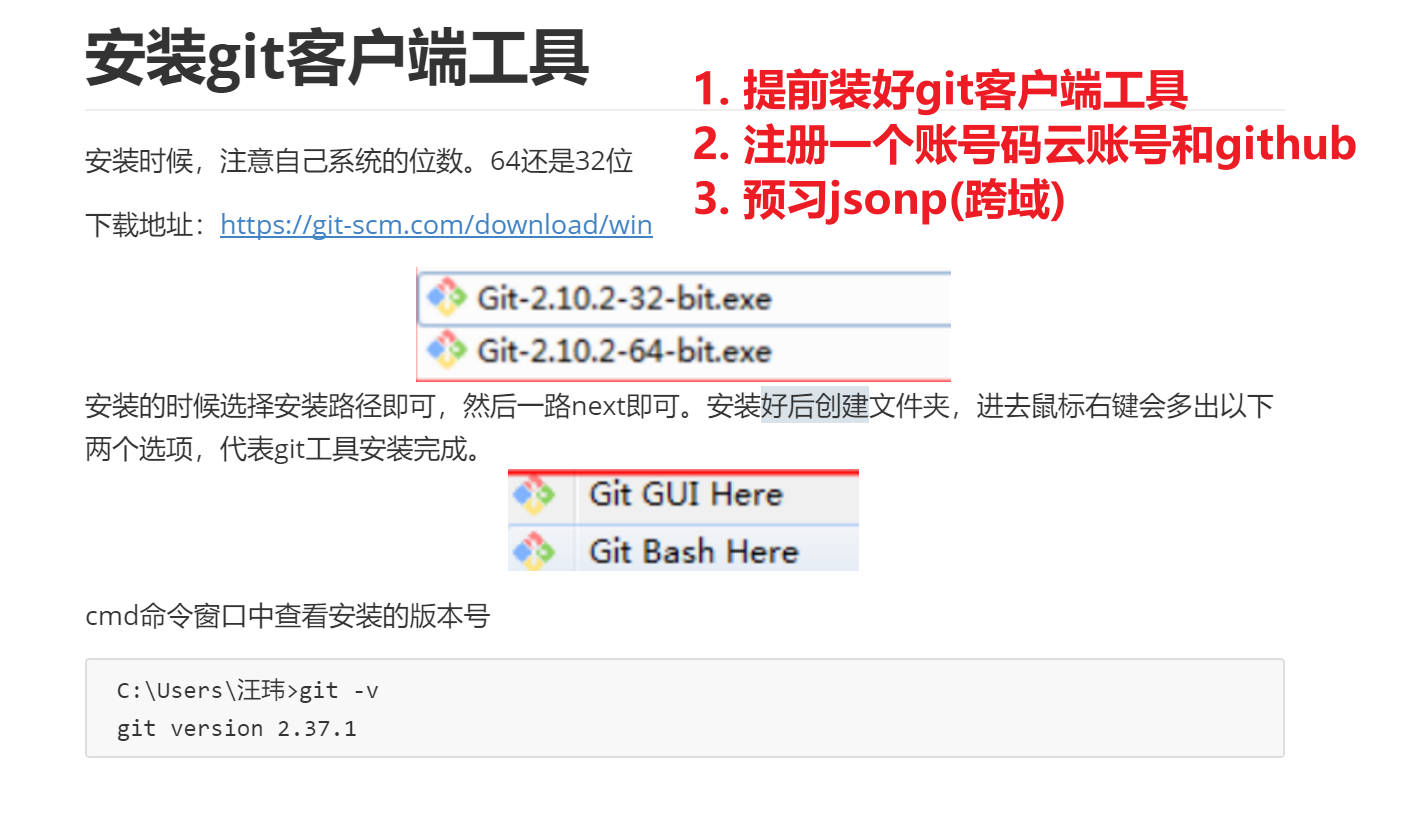 安装git客户端工具
1. 提前装好git客户端工具
2. 注册一个账号码云账号和github
3. 预习jsonp(跨域)
安装时候，注意自己系统的位数。64还是32位
下载地址：https://git-scm.com/download/win
Git-2.10.2-32-bit.exe
Git-2.10.2-64-bit.exe
安装的时候选择安装路径即可，然后一路next即可。安装好后创建文件夹，进去鼠标右键会多出以下
两个选项，代表git工具安装完成。
Git GUI Here
Git Bash Here
cmd命令窗口中查看安装的版本号
C:\Users\汪玮>git -v
git version 2.37.1